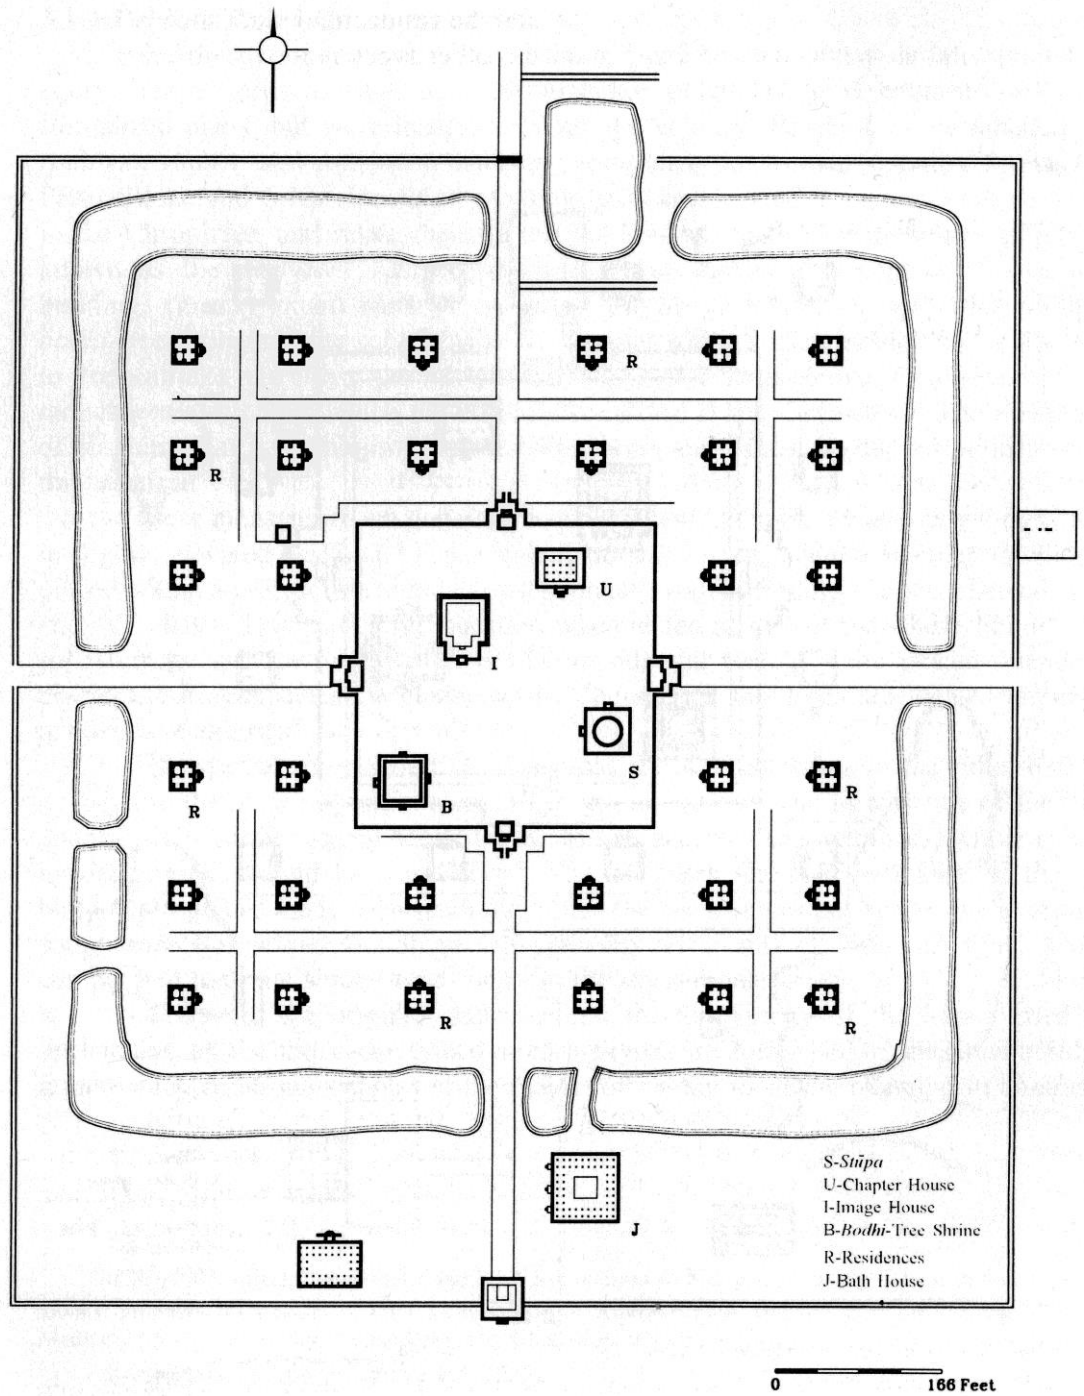 R
R
U
I
S
B
R
R
R
R
J
S-Stūpa
U-Chapter House
I-Image House
B-Bodhi-Tree Shrine
R-Residences
J-Bath House
0 166 Feet